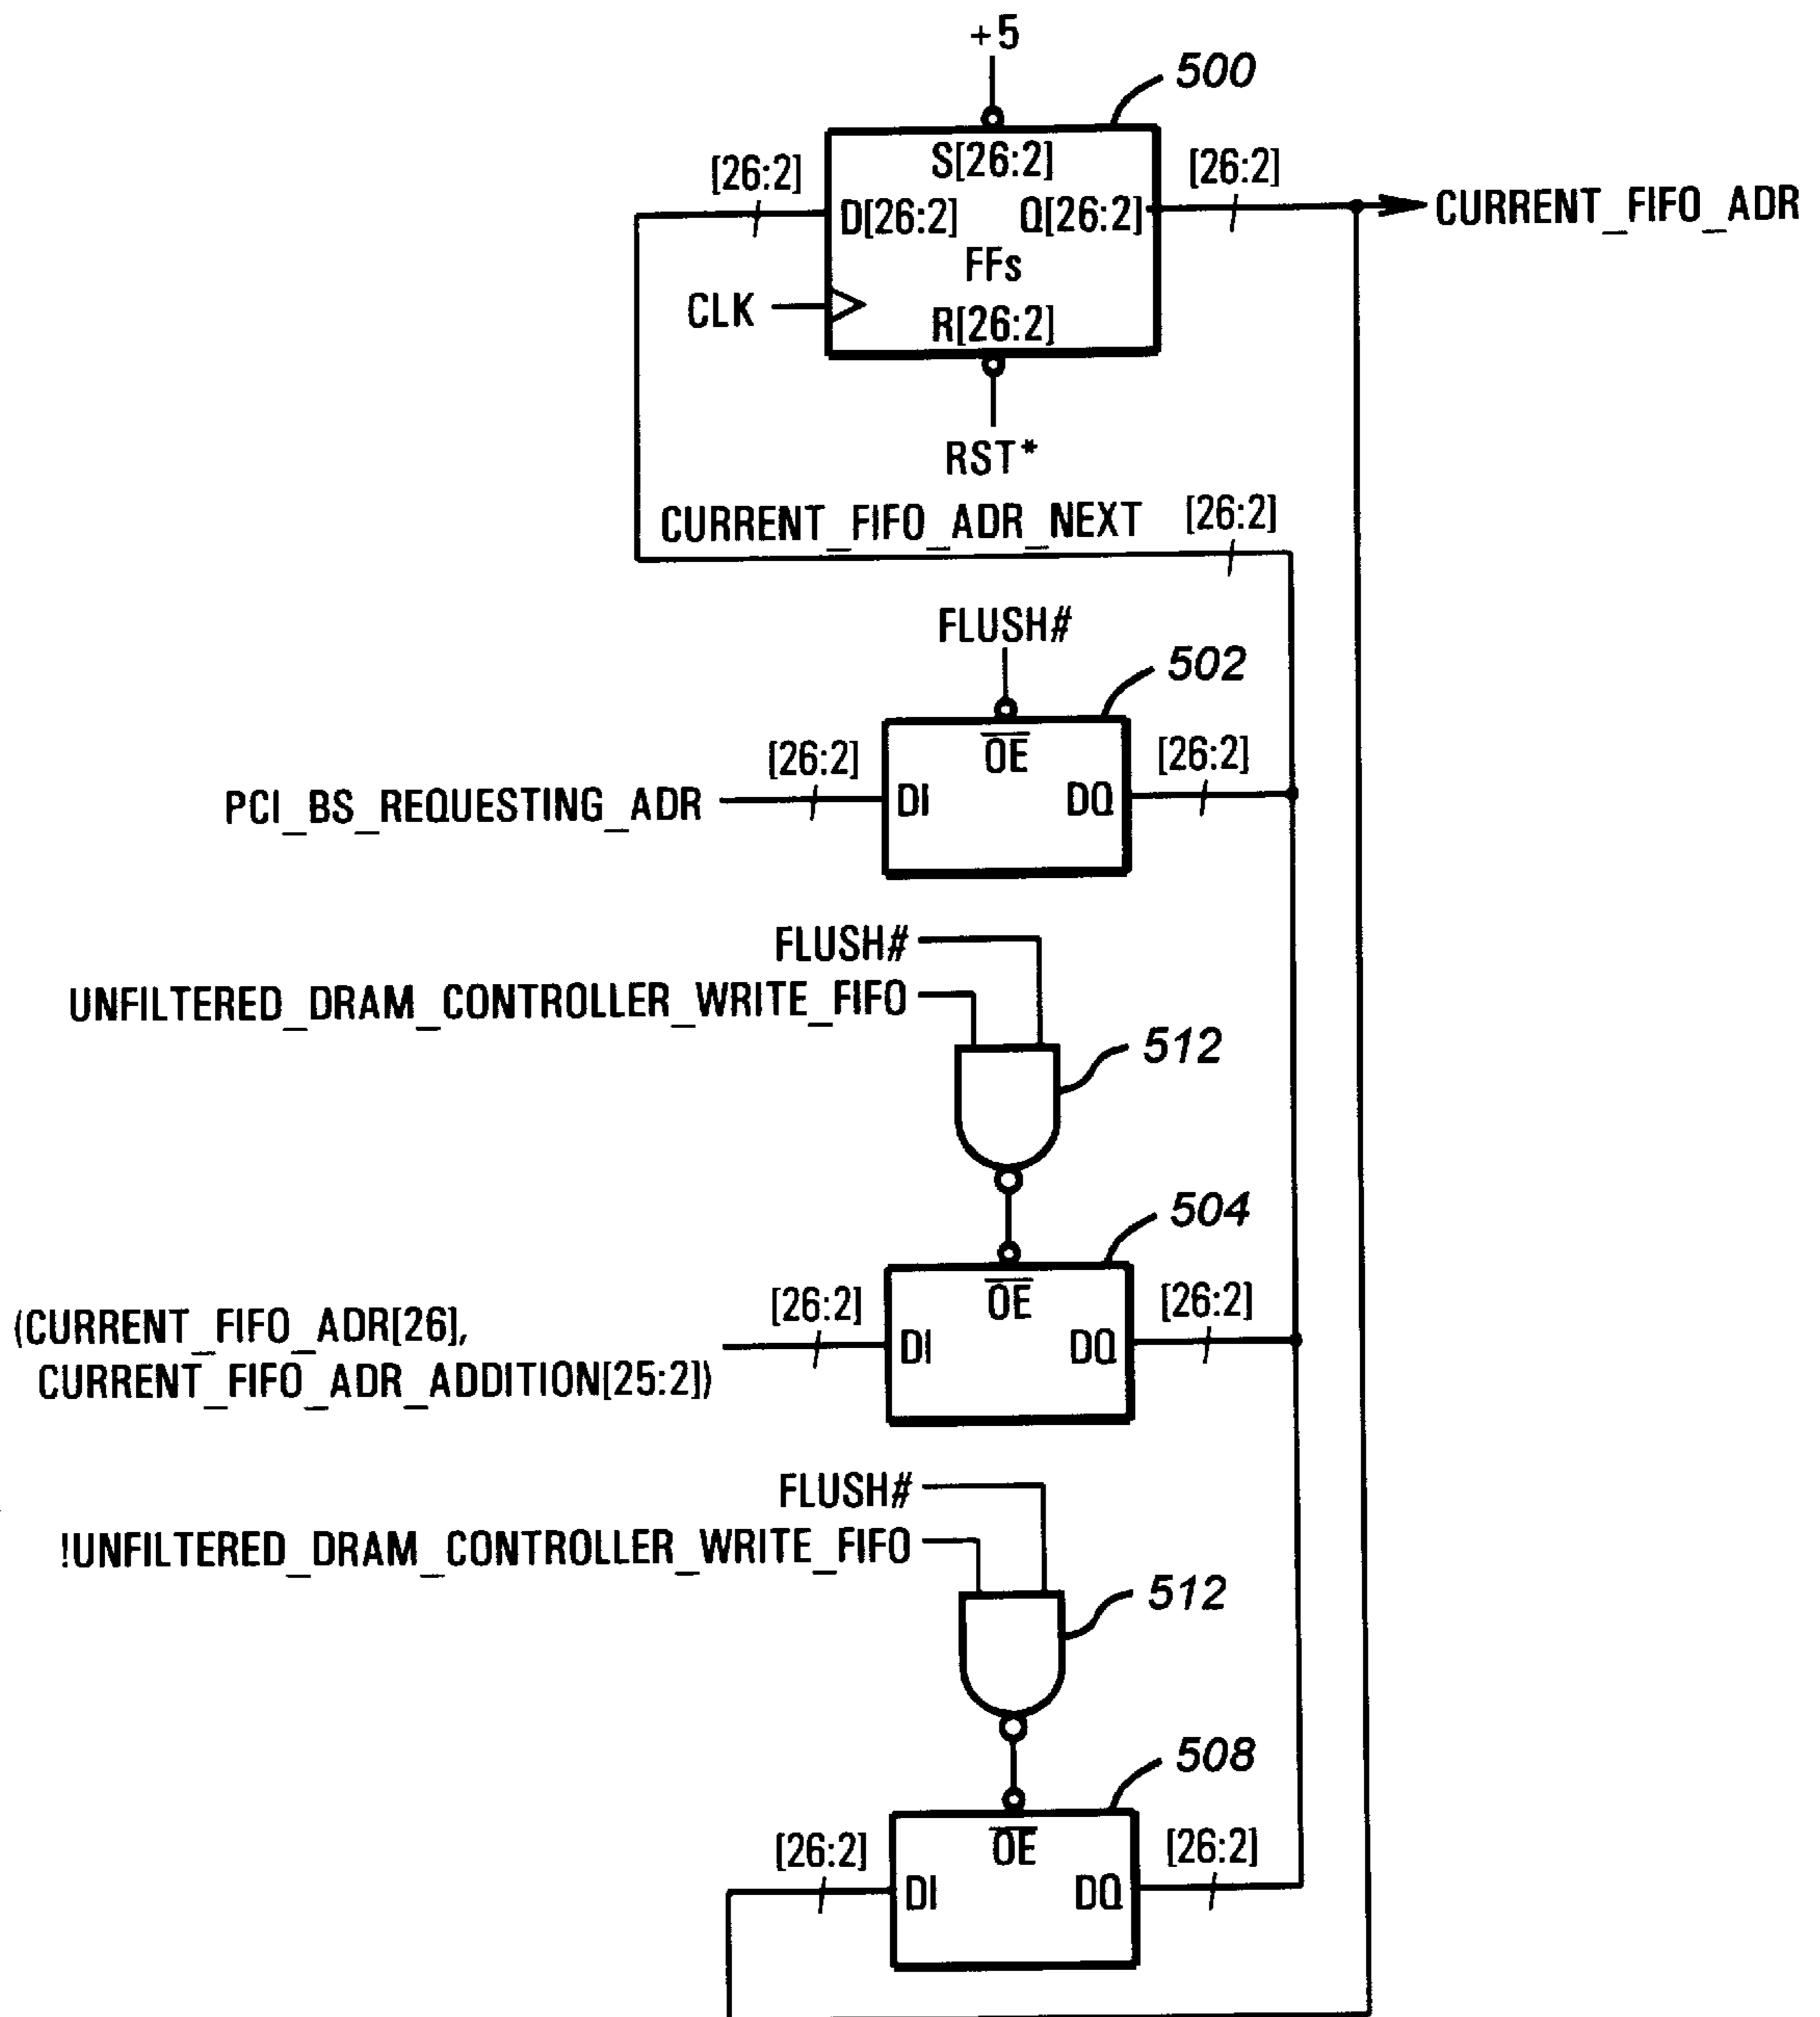 +5
500
[26:2]
S[26:2]
[26:2]
D[26:2]
Q[26:2]
CURRENT_FIFO_ADR
FFs
CLK
R[26:2]
RST*
CURRENT_FIFO_ADR_NEXT
[26:2]
FLUSH#
502
[26:2]
OE
[26:2]
PCI_BS_REQUESTING_ADR
DI
DQ
FLUSH#
UNFILTERED_DRAM_CONTROLLER_WRITE_FIFO
512
504
[26:2]
OE
[26:2]
(CURRENT_FIFO_ADR[26],
CURRENT_FIFO_ADR_ADDITION[25:2])
DI
DQ
FLUSH#
!UNFILTERED_DRAM_CONTROLLER_WRITE_FIFO
512
508
[26:2]
OE
[26:2]
DI
DQ